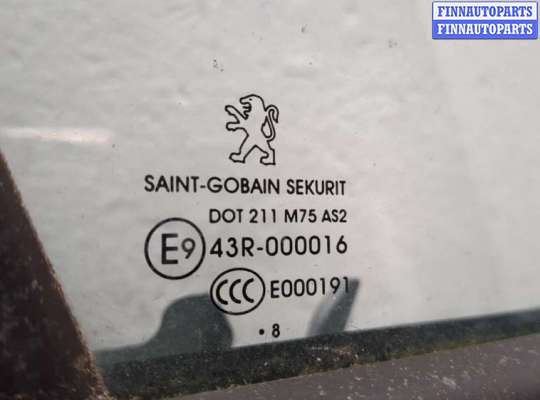 FINNAUTOPARTS
FINNAUTOPARTS
SAINT-GOBAIN SEKURIT
DOT 211 M75 AS2
E9 43R-000016
CCC E000191
• 8